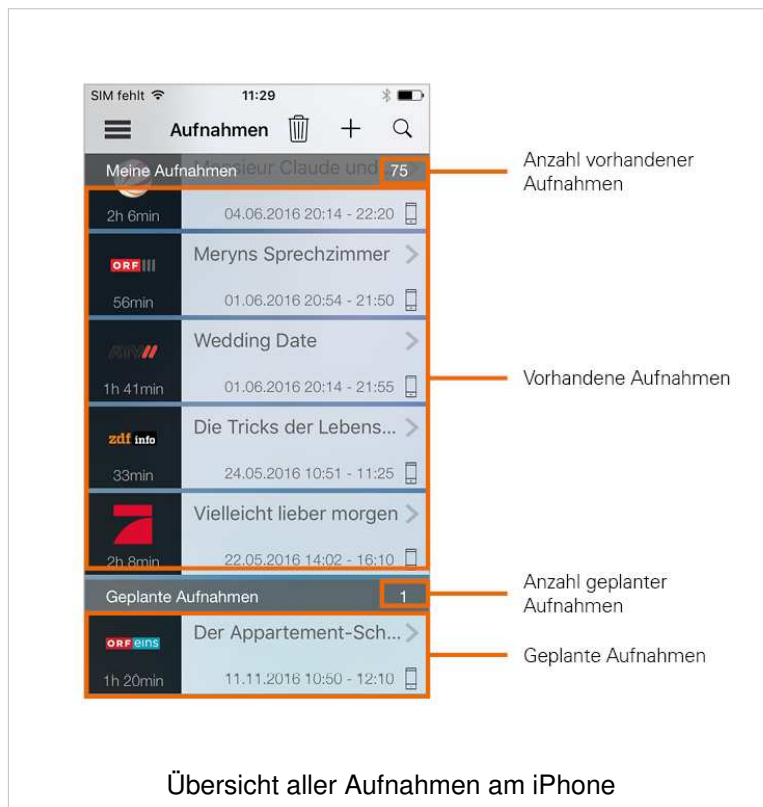 SIM fehlt 11:29
Aufnahmen
Meine Aufnahmen 75
Monsieur Claude und ...
2h 6min 04.06.2016 20:14 - 22:20
ORF III Meryns Sprechzimmer
56min 01.06.2016 20:54 - 21:50
ATV Wedding Date
1h 41min 01.06.2016 20:14 - 21:55
zdf info Die Tricks der Lebens...
33min 24.05.2016 10:51 - 11:25
Vielleicht lieber morgen
2h 8min 22.05.2016 14:02 - 16:10
Geplante Aufnahmen 1
ORF eins Der Appartement-Sch...
1h 20min 11.11.2016 10:50 - 12:10
Anzahl vorhandener
Aufnahmen
Vorhandene Aufnahmen
Anzahl geplanter
Aufnahmen
Geplante Aufnahmen
Übersicht aller Aufnahmen am iPhone